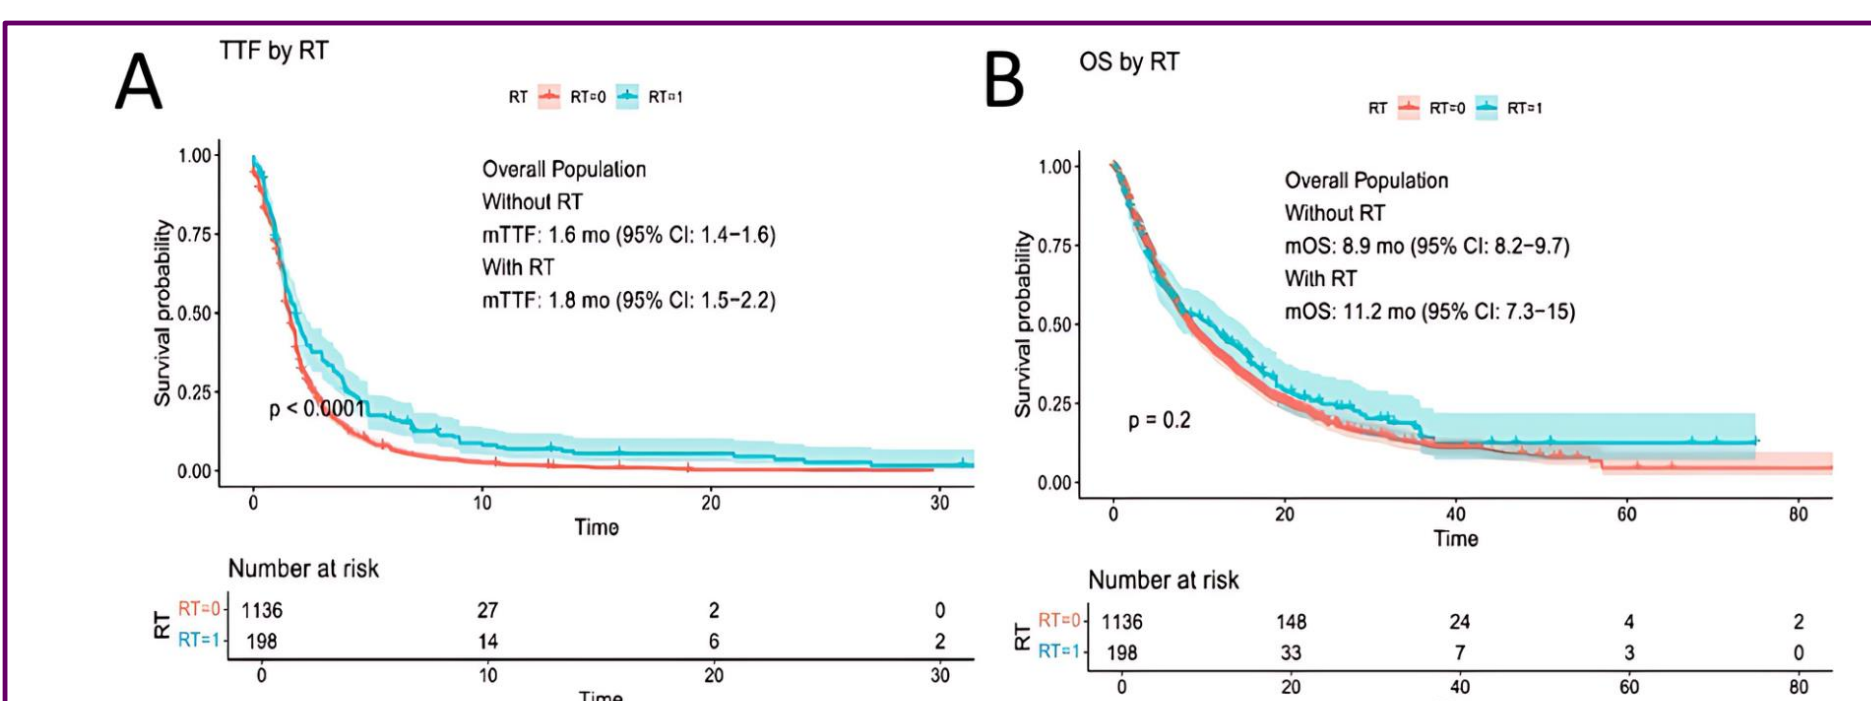 A
TTF by RT
RT RT=0 RT=1
Overall Population
Without RT
mTTF: 1.6 mo (95% CI: 1.4−1.6)
With RT
mTTF: 1.8 mo (95% CI: 1.5−2.2)
Survival probability
1.00
0.75
0.50
0.25
0.00
p < 0.0001
0 10 20 30
Time
Number at risk
RT
RT=0 1136 27 2 0
RT=1 198 14 6 2
0 10 20 30
Time
B
OS by RT
RT RT=0 RT=1
Overall Population
Without RT
mOS: 8.9 mo (95% CI: 8.2−9.7)
With RT
mOS: 11.2 mo (95% CI: 7.3−15)
Survival probability
1.00
0.75
0.50
0.25
0.00
p = 0.2
0 20 40 60 80
Time
Number at risk
RT
RT=0 1136 148 24 4 2
RT=1 198 33 7 3 0
0 20 40 60 80